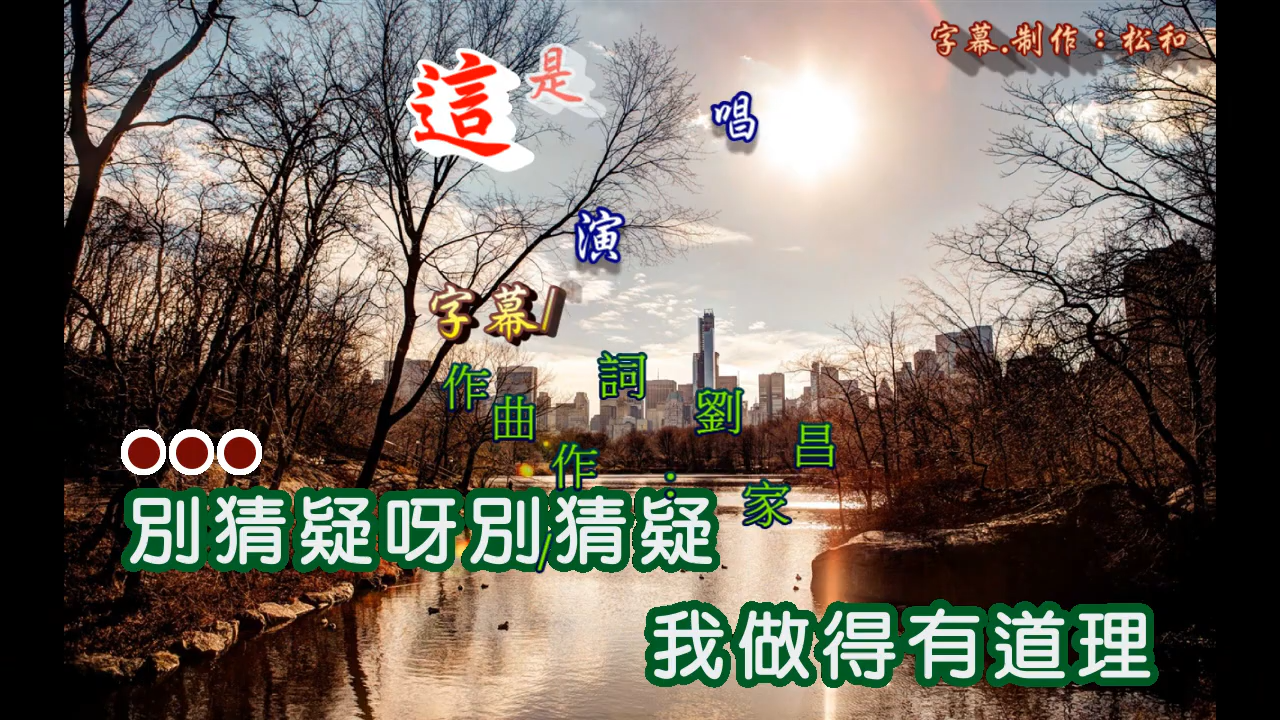 字幕.制作：松和
這是
演唱
字幕/
作曲/作詞:劉家昌
別猜疑呀別猜疑
我做得有道理